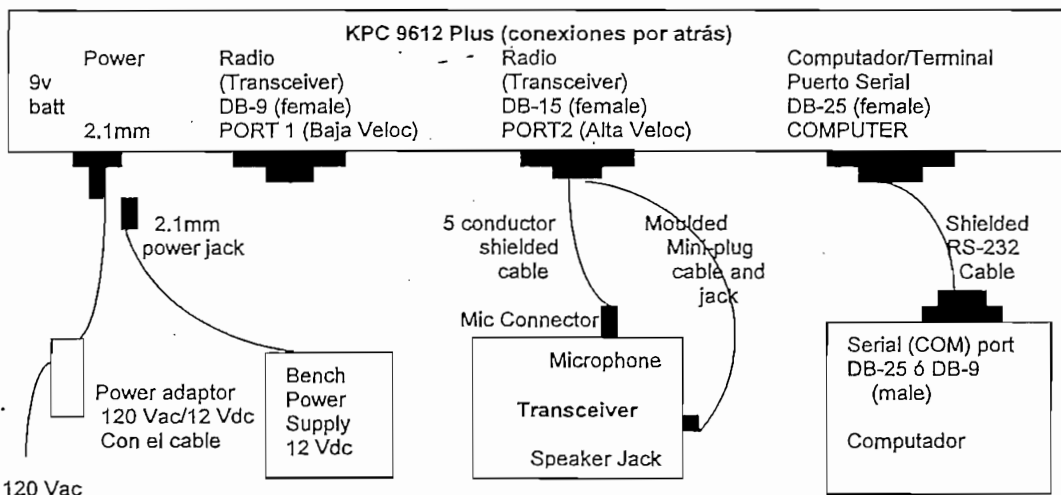 KPC 9612 Plus (conexiones por atrás)
Power
9v
batt
2.1mm
Radio
(Transceiver)
DB-9 (female)
PORT 1 (Baja Veloc)
Radio
(Transceiver)
DB-15 (female)
PORT2 (Alta Veloc)
Computador/Terminal
Puerto Serial
DB-25 (female)
COMPUTER
2.1mm
power jack
5 conductor
shielded
cable
Moulded
Mini-plug
cable and
jack
Shielded
RS-232
Cable
Mic Connector
Power adaptor
120 Vac/12 Vdc
Con el cable
120 Vac
Bench
Power
Supply
12 Vdc
Microphone
Transceiver
Speaker Jack
Serial (COM) port
DB-25 ó DB-9
(male)
Computador